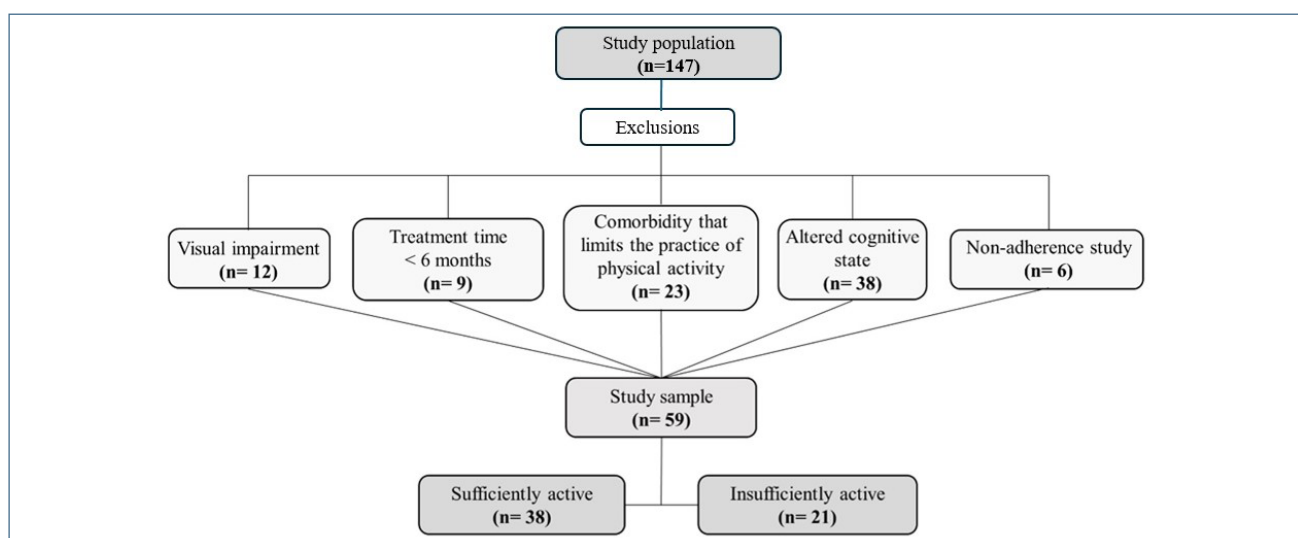 Study population
(n=147)
Exclusions
Visual impairment
(n= 12)
Treatment time
< 6 months
(n= 9)
Comorbidity that
limits the practice of
physical activity
(n= 23)
Altered cognitive
state
(n= 38)
Non-adherence study
(n= 6)
Study sample
(n= 59)
Sufficiently active
(n= 38)
Insufficiently active
(n= 21)